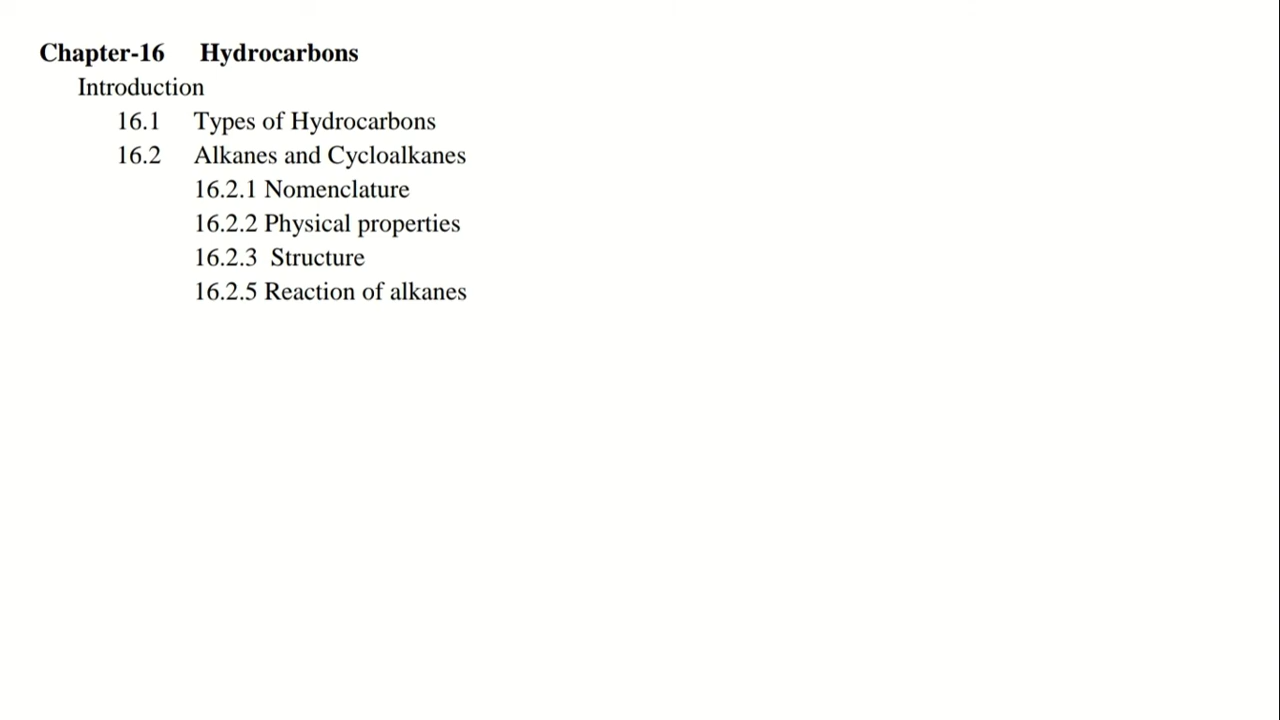 Chapter-16 Hydrocarbons
Introduction
16.1 Types of Hydrocarbons
16.2 Alkanes and Cycloalkanes
16.2.1 Nomenclature
16.2.2 Physical properties
16.2.3 Structure
16.2.5 Reaction of alkanes